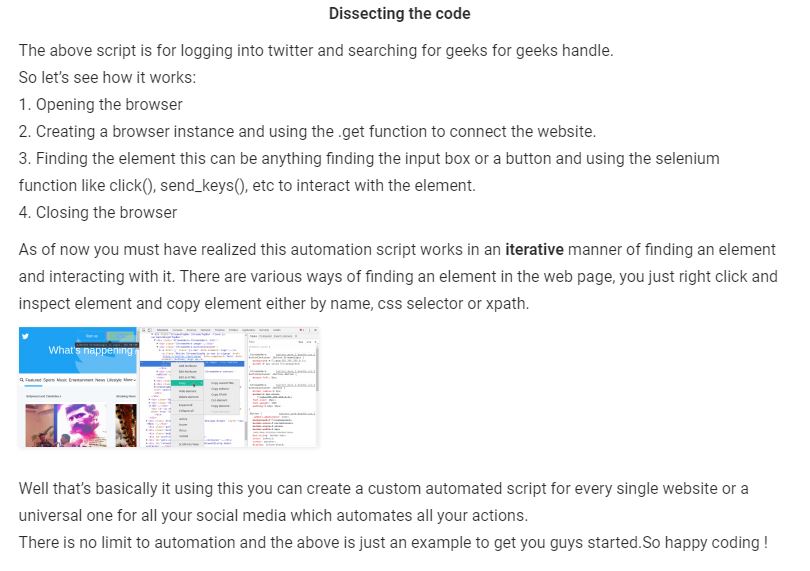 Dissecting the code
The above script is for logging into twitter and searching for geeks for geeks handle.
So let’s see how it works:
1. Opening the browser
2. Creating a browser instance and using the .get function to connect the website.
3. Finding the element this can be anything finding the input box or a button and using the selenium
function like click(), send_keys(), etc to interact with the element.
4. Closing the browser
As of now you must have realized this automation script works in an iterative manner of finding an element
and interacting with it. There are various ways of finding an element in the web page, you just right click and
inspect element and copy element either by name, css selector or xpath.
What's happening
Featured Sports Music Entertainment News Lifestyle More
Well that’s basically it using this you can create a custom automated script for every single website or a
universal one for all your social media which automates all your actions.
There is no limit to automation and the above is just an example to get you guys started.So happy coding !